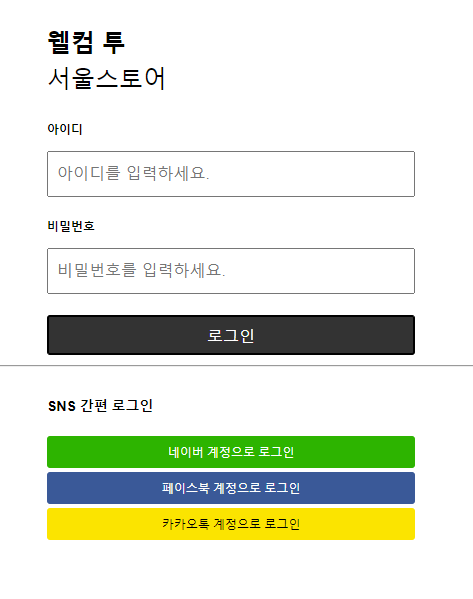 웰컴 투
서울스토어
아이디
아이디를 입력하세요.
비밀번호
비밀번호를 입력하세요.
로그인
SNS 간편 로그인
네이버 계정으로 로그인
페이스북 계정으로 로그인
카카오톡 계정으로 로그인